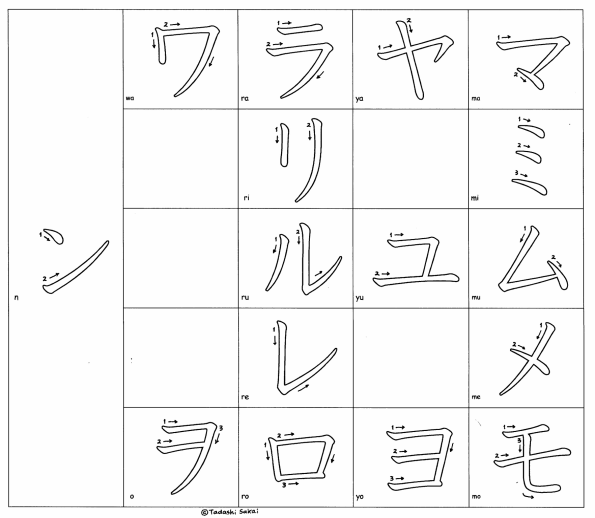 ワ ラ ヤ マ
wa ra ya ma
リ ミ
ri mi
ン ル ユ ム
n ru yu mu
レ メ
re me
ヲ ロ ヨ モ
o ro yo mo
©Tadashi Sakai